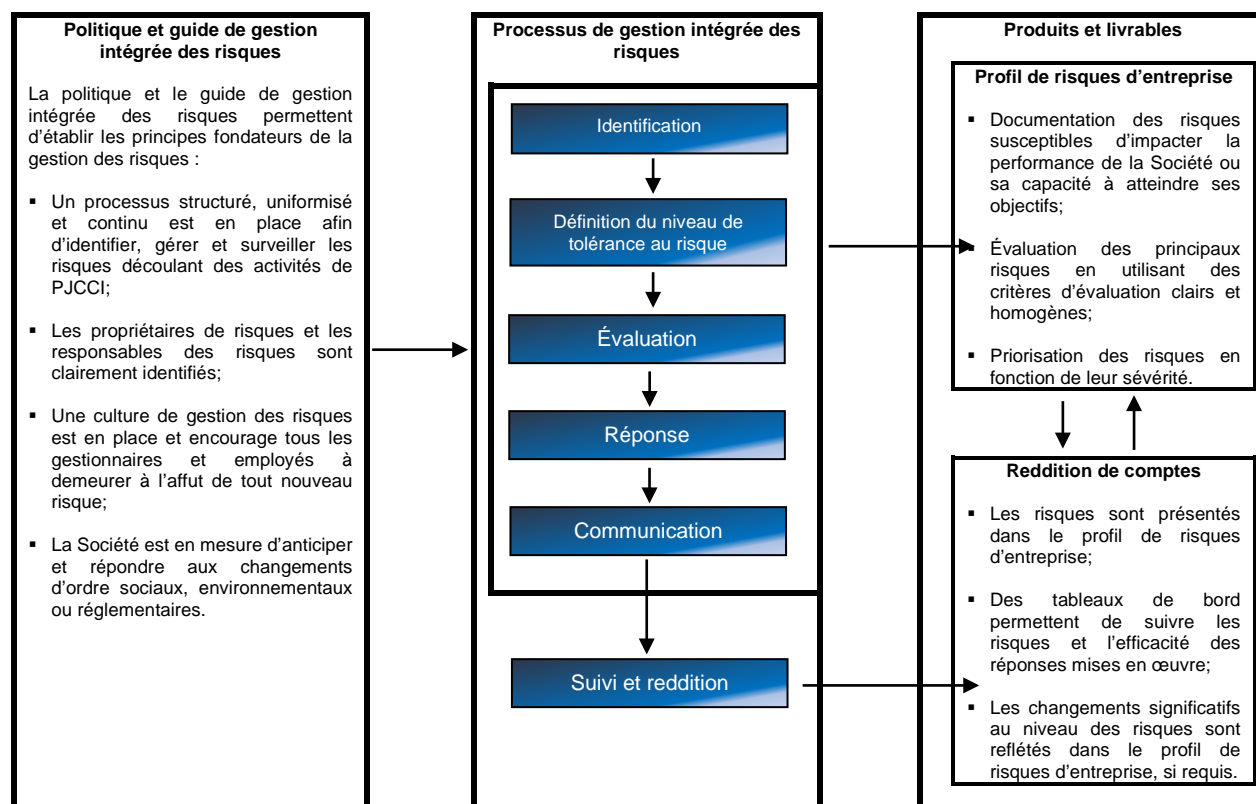 Politique et guide de gestion
intégrée des risques
La politique et le guide de gestion
intégrée des risques permettent
d'établir les principes fondateurs de la
gestion des risques :
▪ Un processus structuré, uniformisé
et continu est en place afin
d'identifier, gérer et surveiller les
risques découlant des activités de
PJCCI;
▪ Les propriétaires de risques et les
responsables des risques sont
clairement identifiés;
▪ Une culture de gestion des risques
est en place et encourage tous les
gestionnaires et employés à
demeurer à l'affut de tout nouveau
risque;
▪ La Société est en mesure d'anticiper
et répondre aux changements
d'ordre sociaux, environnementaux
ou réglementaires.
Processus de gestion intégrée des
risques
Identification
Définition du niveau de
tolérance au risque
Évaluation
Réponse
Communication
Suivi et reddition
Produits et livrables
Profil de risques d'entreprise
▪ Documentation des risques
susceptibles d'impacter la
performance de la Société ou
sa capacité à atteindre ses
objectifs;
▪ Évaluation des principaux
risques en utilisant des
critères d'évaluation clairs et
homogènes;
▪ Priorisation des risques en
fonction de leur sévérité.
Reddition de comptes
▪ Les risques sont présentés
dans le profil de risques
d'entreprise;
▪ Des tableaux de bord
permettent de suivre les
risques et l'efficacité des
réponses mises en œuvre;
▪ Les changements significatifs
au niveau des risques sont
reflétés dans le profil de
risques d'entreprise, si requis.